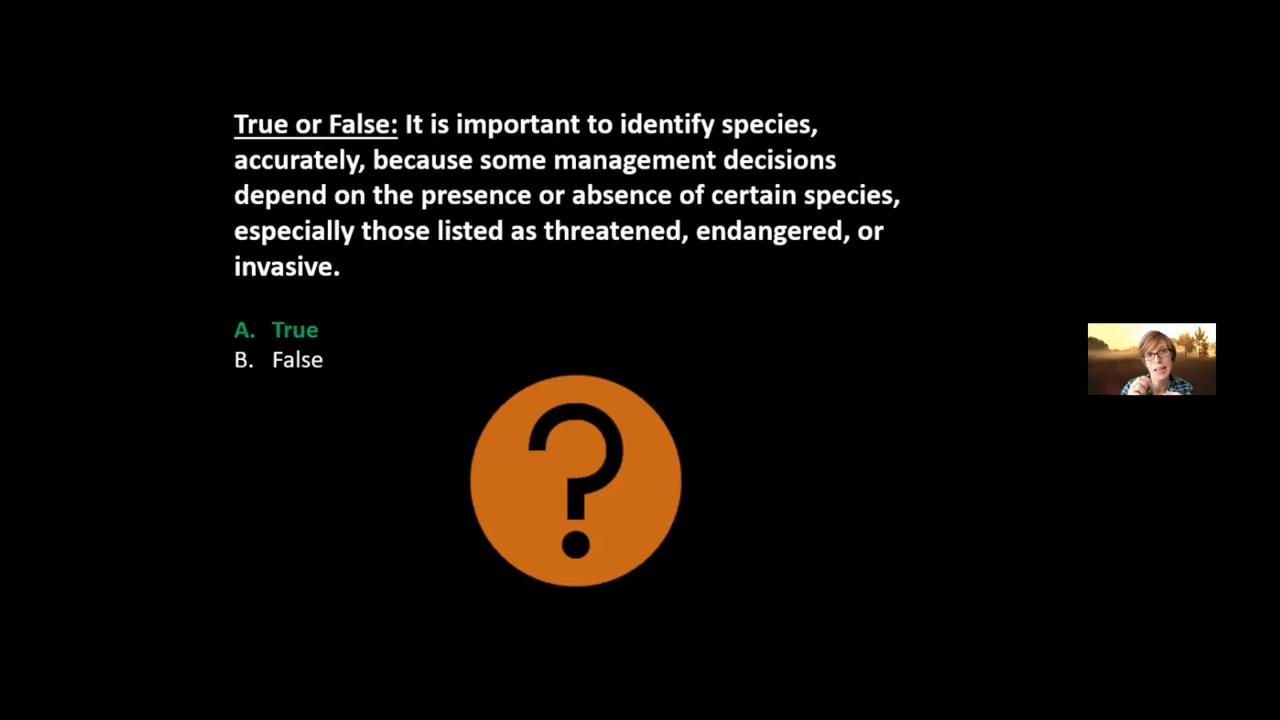 True or False: It is important to identify species,
accurately, because some management decisions
depend on the presence or absence of certain species,
especially those listed as threatened, endangered, or
invasive.
A. True
B. False
?